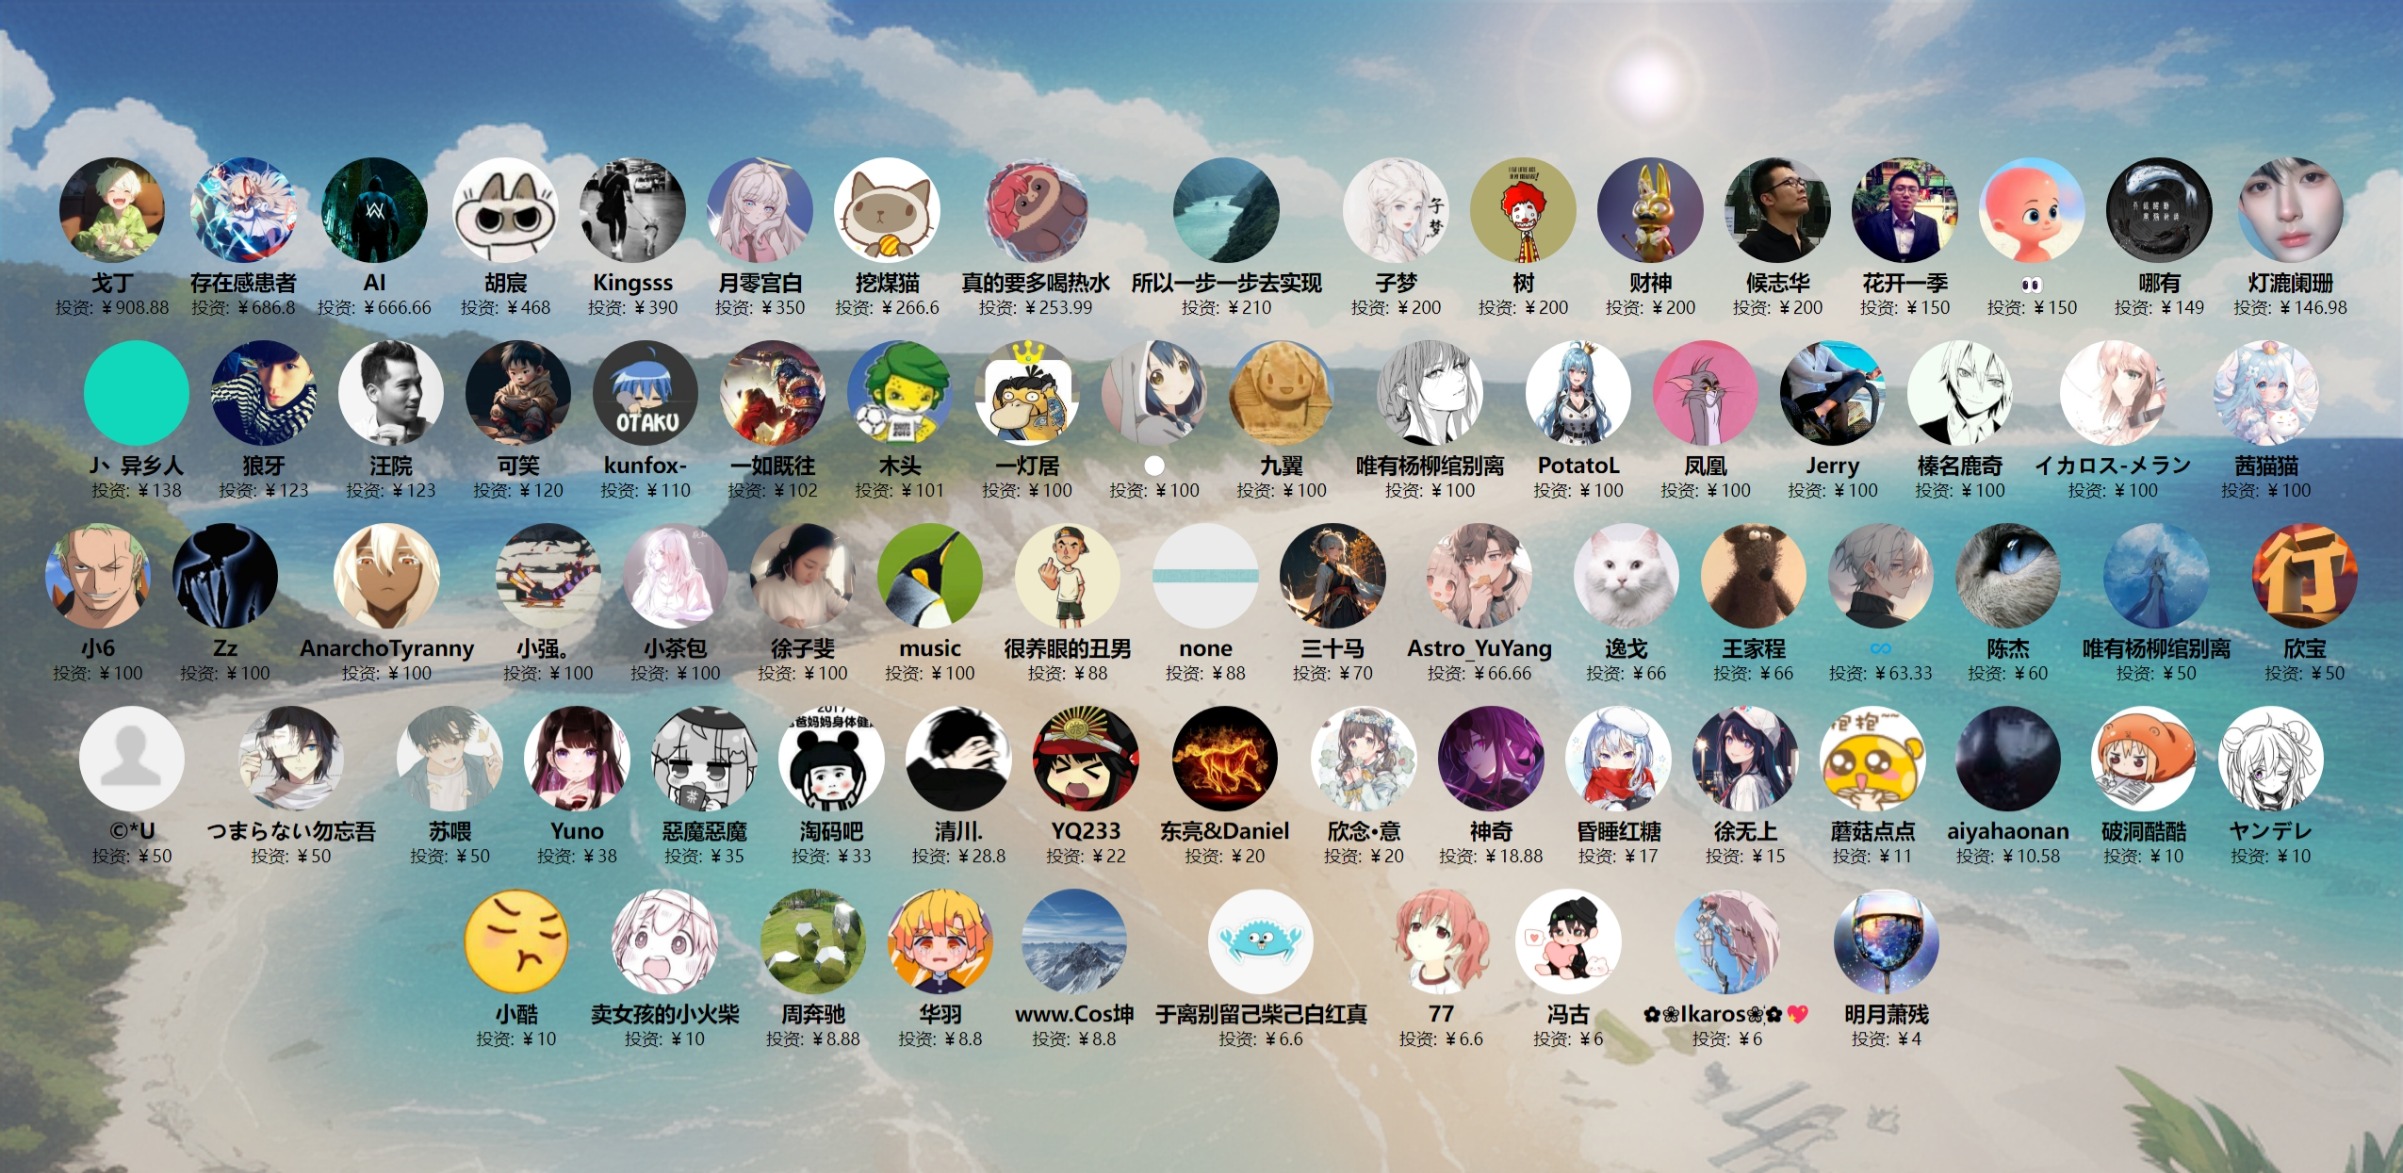 戈丁 存在感患者 AI 胡宸 Kingsss 月零宫白 挖煤猫 真的要多喝热水 所以一步一步去实现 子梦 树 财神 候志华 花开一季 👀 哪有 灯漉阑珊
投资: ¥908.88 投资: ¥686.8 投资: ¥666.66 投资: ¥468 投资: ¥390 投资: ¥350 投资: ¥266.6 投资: ¥253.99 投资: ¥210 投资: ¥200 投资: ¥200 投资: ¥200 投资: ¥200 投资: ¥150 投资: ¥150 投资: ¥149 投资: ¥146.98
OTAKU
J丶异乡人 狼牙 汪院 可笑 kunfox- 一如既往 木头 一灯居 ⚪ 九翼 唯有杨柳绾别离 PotatoL 凤凰 Jerry 榛名鹿奇 イカロス-メラン 茜猫猫
投资: ¥138 投资: ¥123 投资: ¥123 投资: ¥120 投资: ¥110 投资: ¥102 投资: ¥101 投资: ¥100 投资: ¥100 投资: ¥100 投资: ¥100 投资: ¥100 投资: ¥100 投资: ¥100 投资: ¥100 投资: ¥100 投资: ¥100
行
小6 Zz AnarchoTyranny 小强。 小茶包 徐子斐 music 很养眼的丑男 none 三十马 Astro_YuYang 逸戈 王家程 ∞ 陈杰 唯有杨柳绾别离 欣宝
投资: ¥100 投资: ¥100 投资: ¥100 投资: ¥100 投资: ¥100 投资: ¥100 投资: ¥100 投资: ¥88 投资: ¥88 投资: ¥70 投资: ¥66.66 投资: ¥66 投资: ¥66 投资: ¥63.33 投资: ¥60 投资: ¥50 投资: ¥50
茶
©*U つまらない勿忘吾 苏喂 Yuno 惡魔惡魔 淘码吧 清川. YQ233 东亮&Daniel 欣念•意 神奇 昏睡红糖 徐无上 蘑菇点点 aiyahaonan 破洞酷酷 ヤンデレ
投资: ¥50 投资: ¥50 投资: ¥50 投资: ¥38 投资: ¥35 投资: ¥33 投资: ¥28.8 投资: ¥22 投资: ¥20 投资: ¥20 投资: ¥18.88 投资: ¥17 投资: ¥15 投资: ¥11 投资: ¥10.58 投资: ¥10 投资: ¥10
小酷 卖女孩的小火柴 周奔驰 华羽 www.Cos坤 于离别留己柴己白红真 77 冯古 ✿❀Ikaros❀✿💖 明月萧残
投资: ¥10 投资: ¥10 投资: ¥8.88 投资: ¥8.8 投资: ¥8.8 投资: ¥6.6 投资: ¥6.6 投资: ¥6 投资: ¥6 投资: ¥4